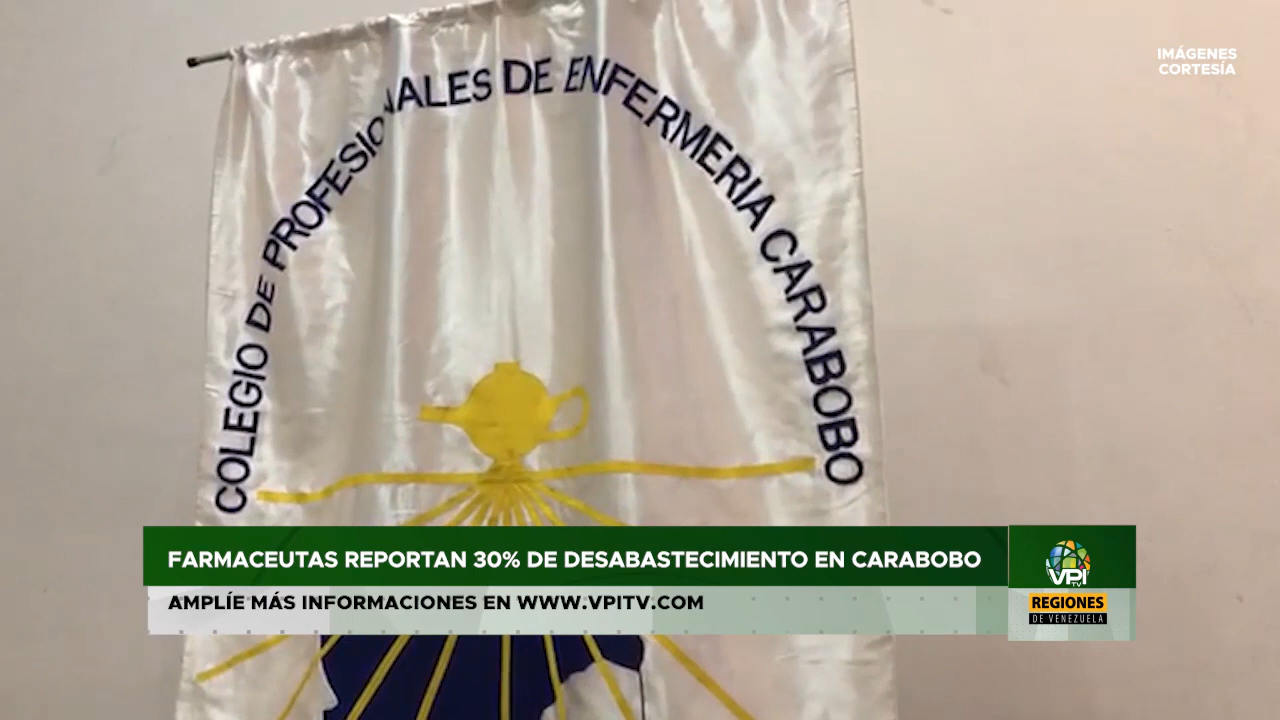 IMÁGENES
CORTESÍA
COLEGIO DE PROFESIONALES DE ENFERMERIA CARABOBO
FARMACEUTAS REPORTAN 30% DE DESABASTECIMIENTO EN CARABOBO
AMPLÍE MÁS INFORMACIONES EN WWW.VPITV.COM
VPI
TV
REGIONES
DE VENEZUELA